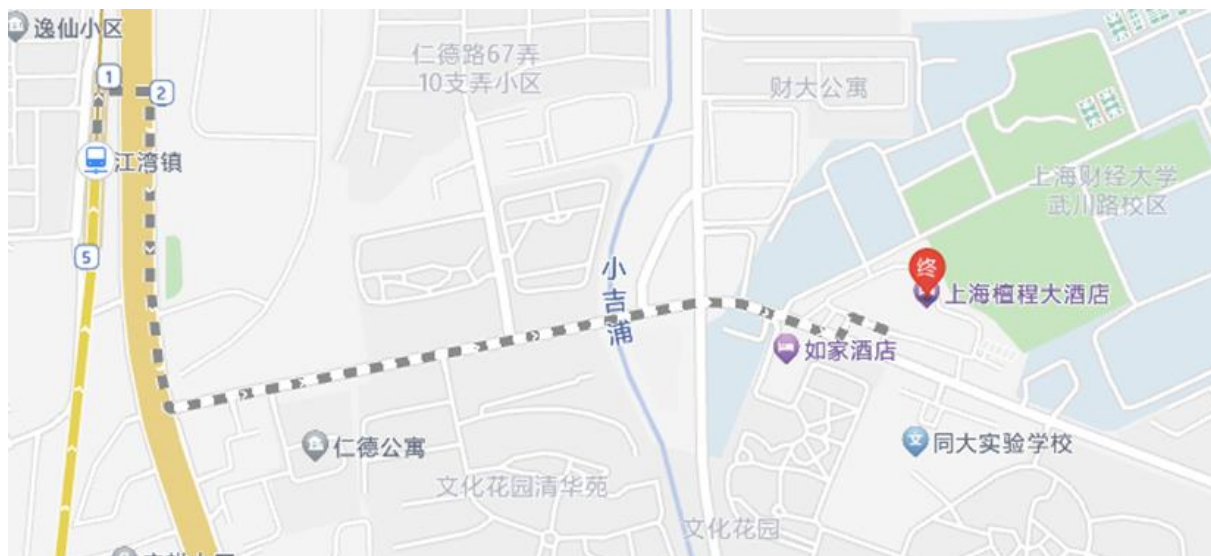 逸仙小区
1
2
仁德路67弄
10支弄小区
财大公寓
江湾镇
上海财经大学
武川路校区
5
小吉浦
终
上海檀程大酒店
如家酒店
仁德公寓
文
同大实验学校
文化花园清华苑
文化花园